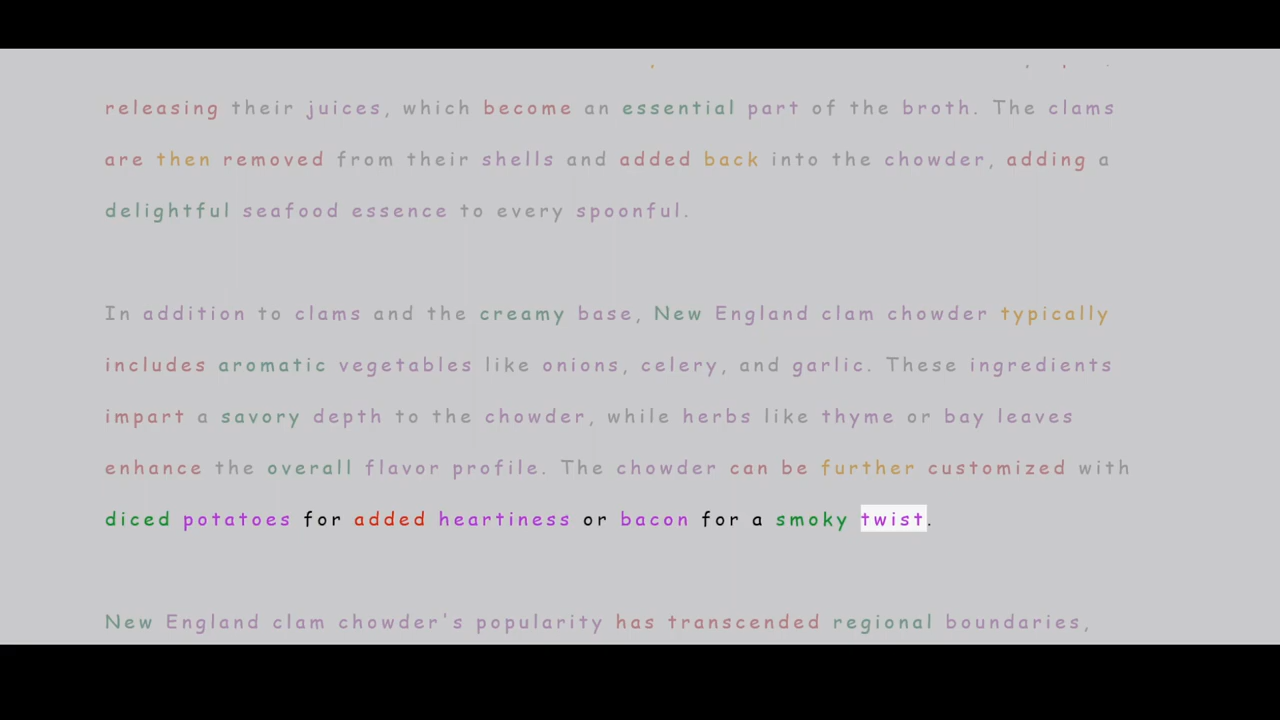 releasing their juices, which become an essential part of the broth. The clams
are then removed from their shells and added back into the chowder, adding a
delightful seafood essence to every spoonful.
In addition to clams and the creamy base, New England clam chowder typically
includes aromatic vegetables like onions, celery, and garlic. These ingredients
impart a savory depth to the chowder, while herbs like thyme or bay leaves
enhance the overall flavor profile. The chowder can be further customized with
diced potatoes for added heartiness or bacon for a smoky twist.
New England clam chowder's popularity has transcended regional boundaries,